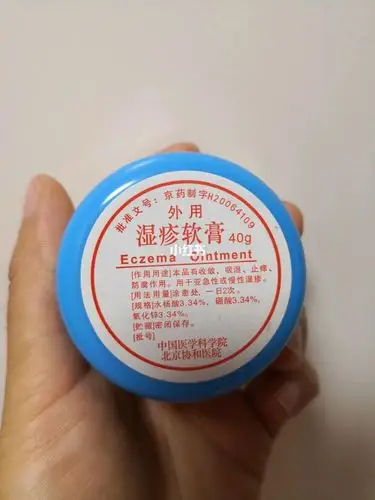 批准文号：京药制字H20064109
外用
湿疹软膏 40g
小红书
Eczema Ointment
[作用用途]本品有收敛、吸湿、止痒、
防腐作用。用于亚急性或慢性湿疹。
[用法用量]涂患处，一日2次。
[规格]水杨酸3.34%、硼酸3.34%、
氧化锌3.34%。
[贮藏]密闭保存。
[批号]
中国医学科学院
北京协和医院